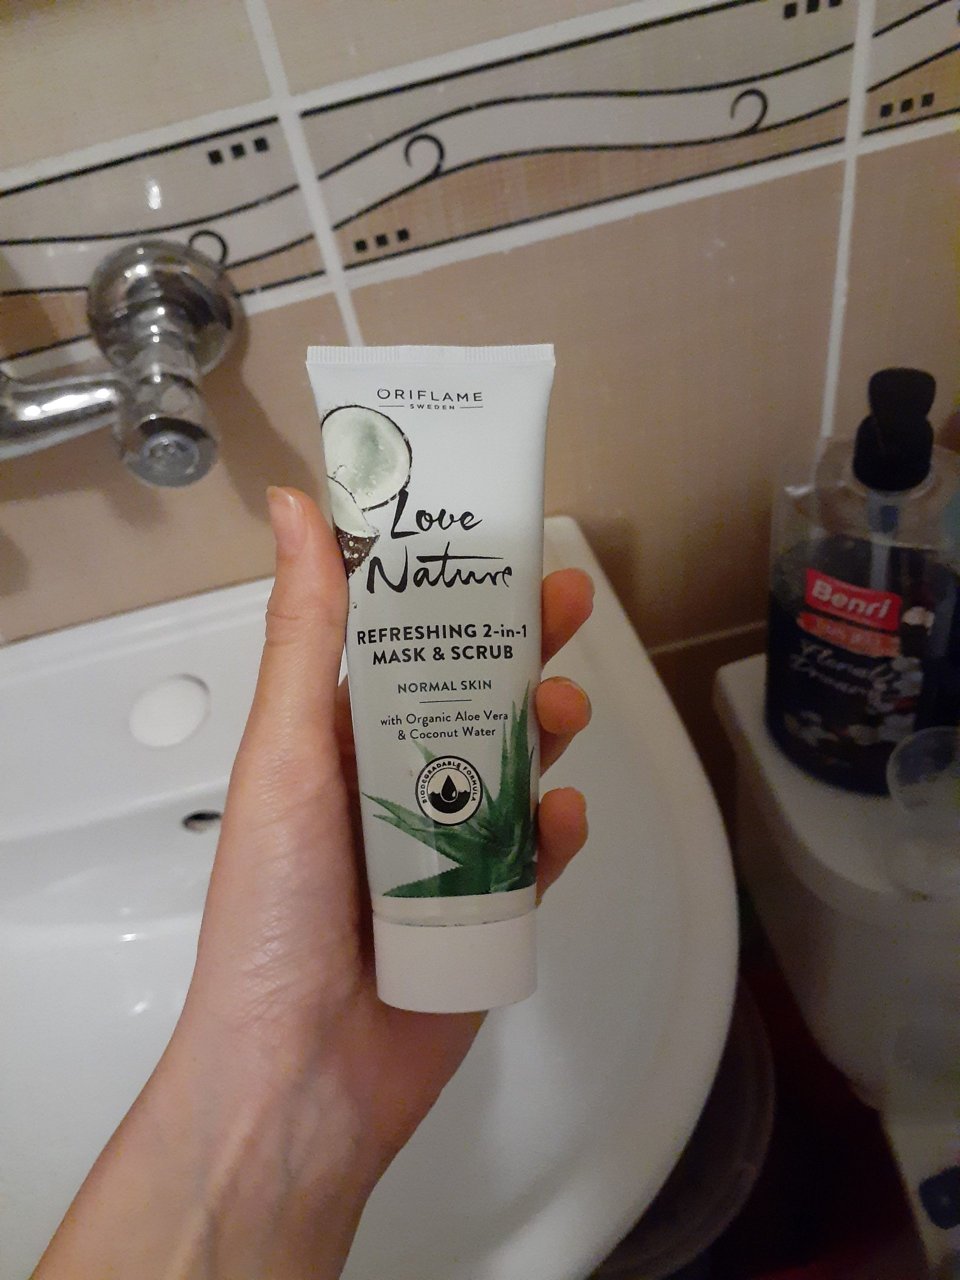 ORIFLAME
SWEDEN
Love
Nature
REFRESHING 2-in-1
MASK & SCRUB
NORMAL SKIN
with Organic Aloe Vera
& Coconut Water
BIODEGRADABLE FORMULA
Benri